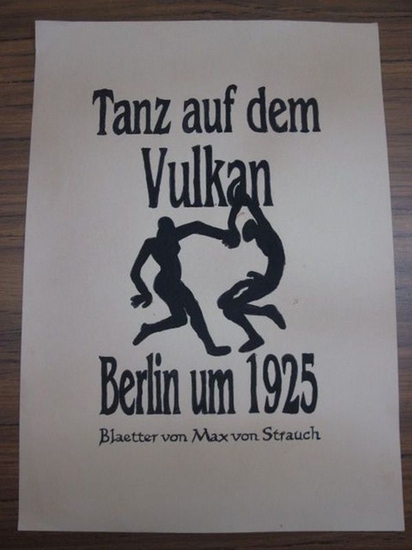 Tanz auf dem
Vulkan
Berlin um 1925
Blaetter von Max von Strauch